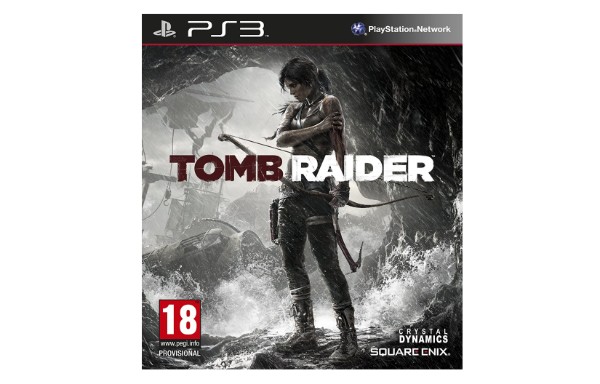 PS3
PlayStation®Network
TOMB RAIDER
18
www.pegi.info
PROVISIONAL
CRYSTAL
DYNAMICS
SQUARE ENIX